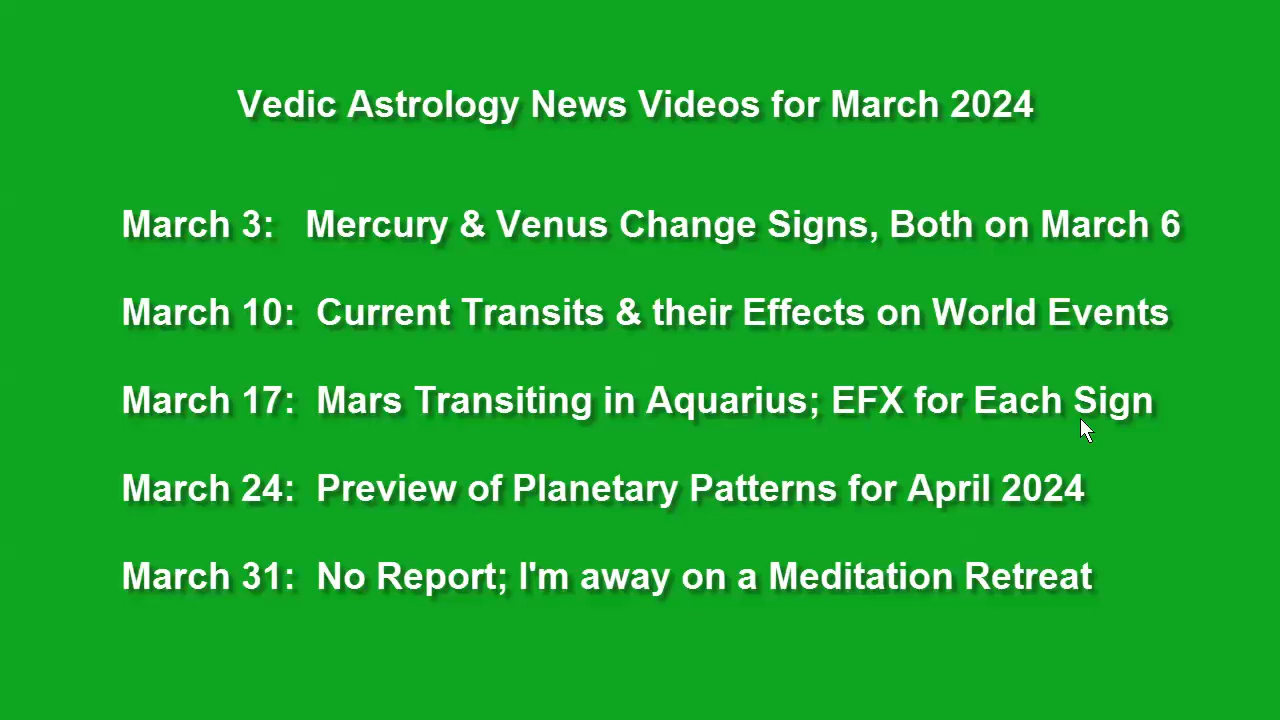 Vedic Astrology News Videos for March 2024
March 3: Mercury & Venus Change Signs, Both on March 6
March 10: Current Transits & their Effects on World Events
March 17: Mars Transiting in Aquarius; EFX for Each Sign
March 24: Preview of Planetary Patterns for April 2024
March 31: No Report; I'm away on a Meditation Retreat